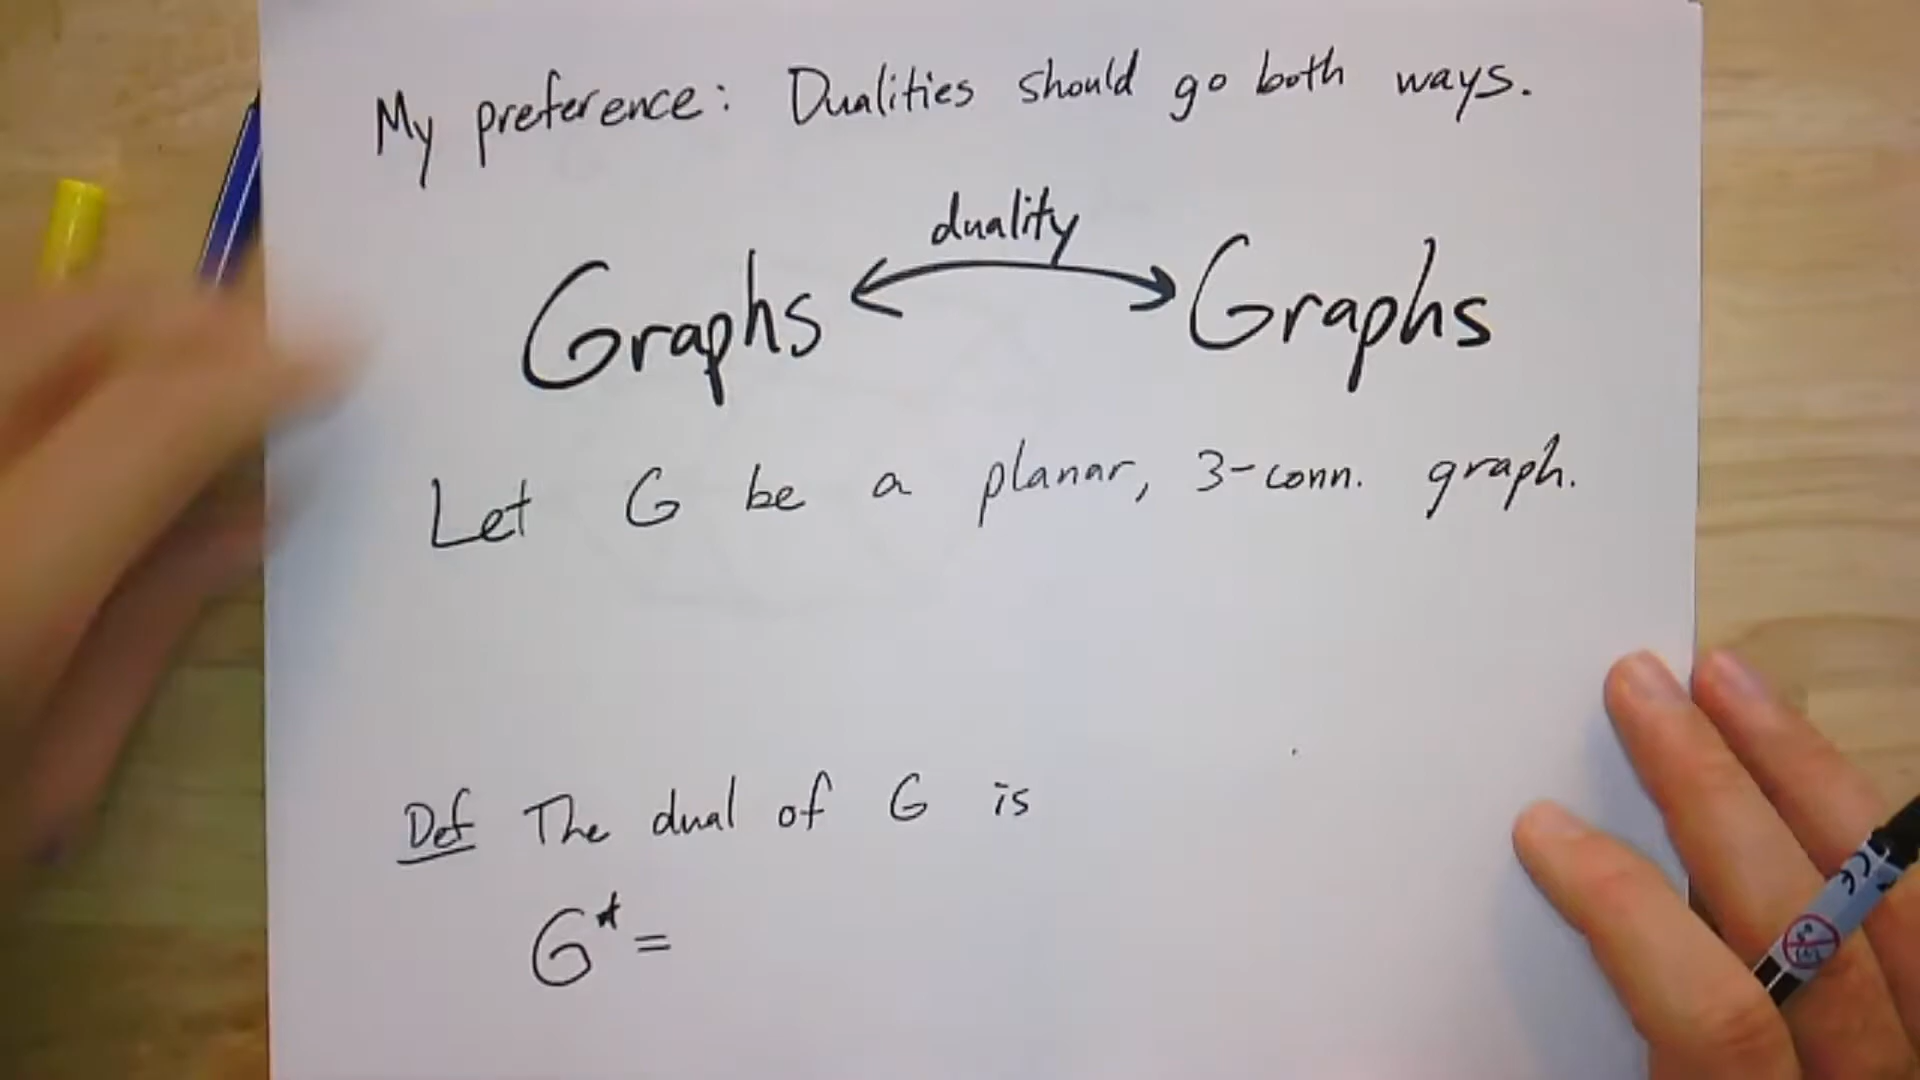 My preference: Dualities should go both ways.
duality
Graphs Graphs
Let G be a planar, 3-conn. graph.
Def The dual of G is
G* =